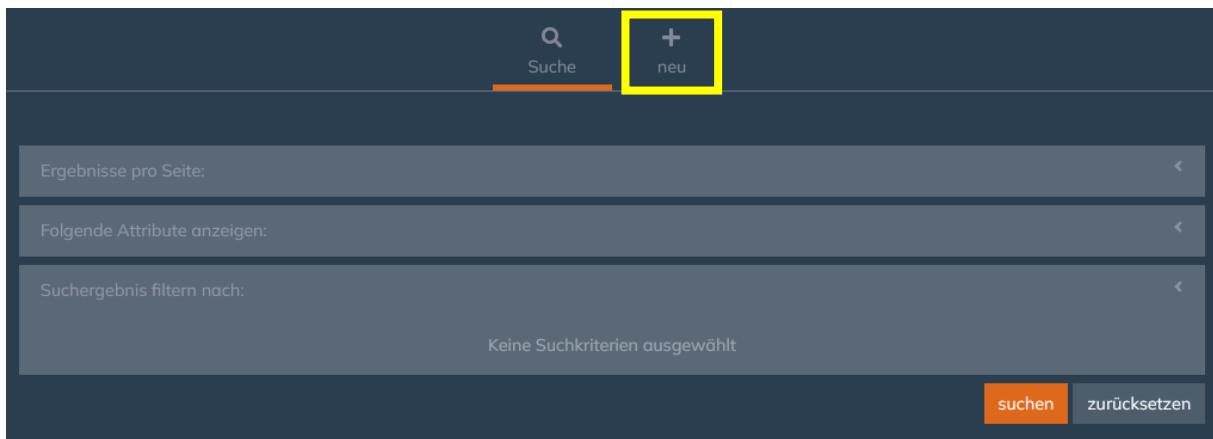 Suche
neu
Ergebnisse pro Seite:
Folgende Attribute anzeigen:
Suchergebnis filtern nach:
Keine Suchkriterien ausgewählt
suchen zurücksetzen